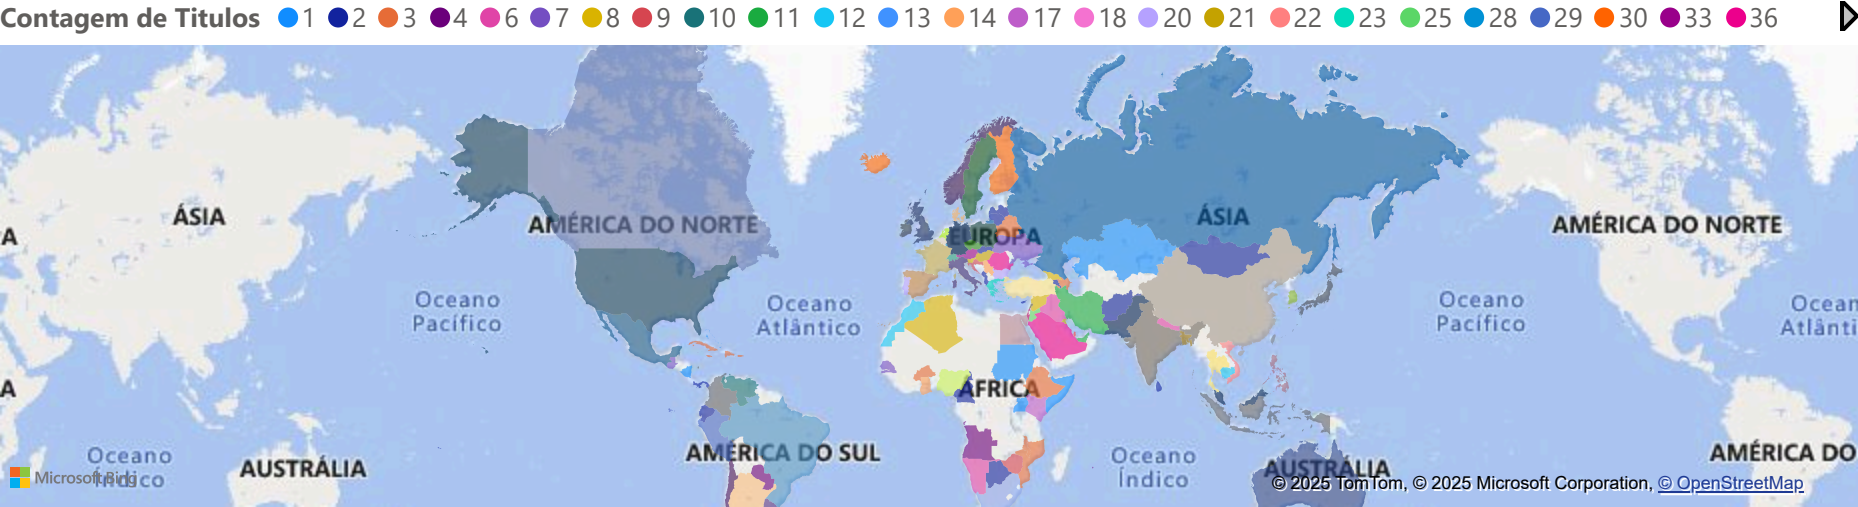 Contagem de Titulos 1 2 3 4 6 7 8 9 10 11 12 13 14 17 18 20 21 22 23 25 28 29 30 33 36
ÁSIA
A
AMÉRICA DO NORTE
EUROPA
ÁSIA
AMÉRICA DO NORTE
Oceano
Pacífico
Oceano
Atlântico
Oceano
Pacífico
Ocean
Atlânti
A
ÁFRICA
Oceano
Índico
AUSTRÁLIA
AMÉRICA DO SUL
Oceano
Índico
AUSTRÁLIA
AMÉRICA DO
Microsoft Bing
© 2025 TomTom, © 2025 Microsoft Corporation, © OpenStreetMap